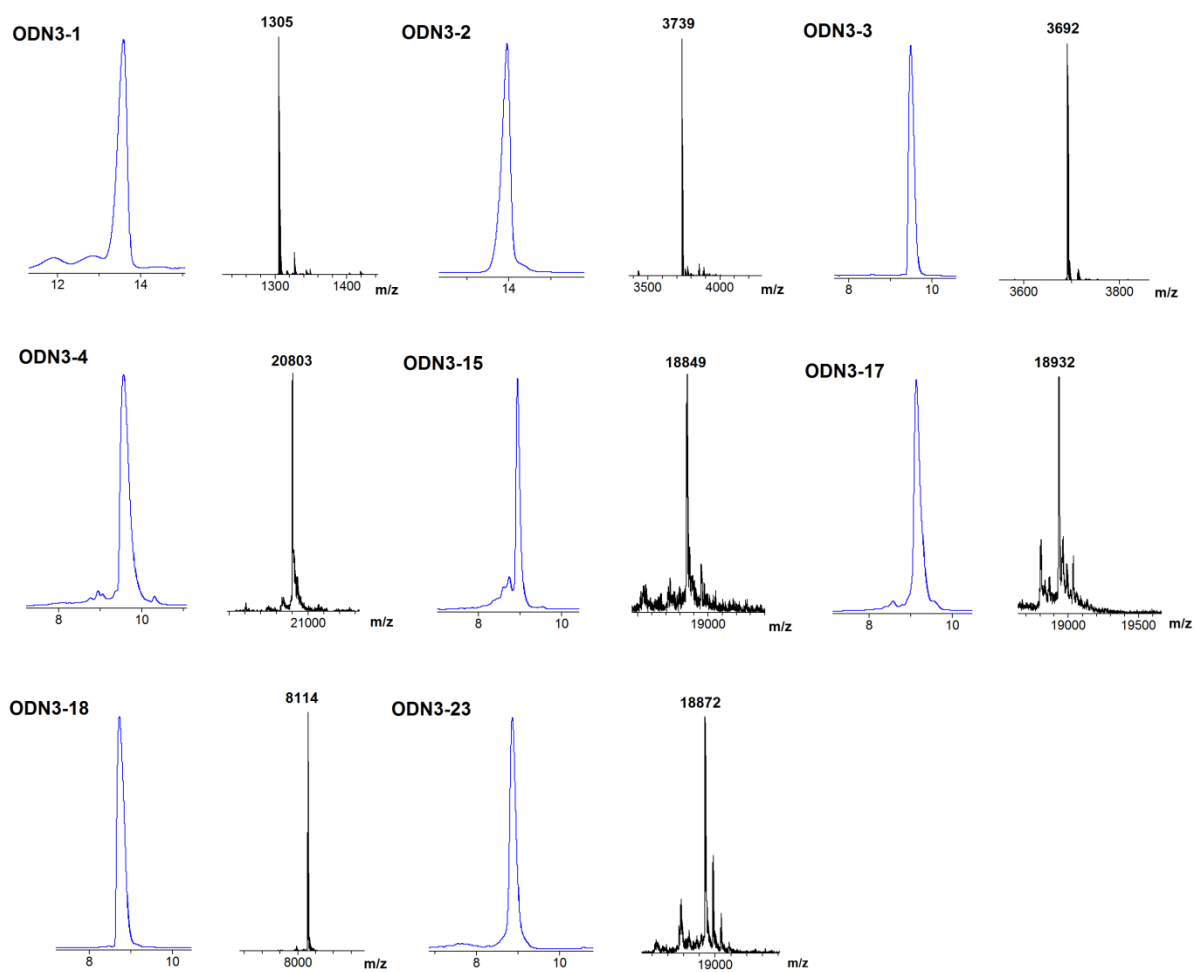 ODN3-1
1305
12 14
1300 1400 m/z
ODN3-2
3739
14
3500 4000 m/z
ODN3-3
3692
8 10
3600 3800 m/z
ODN3-4
20803
8 10
21000 m/z
ODN3-15
18849
8 10
19000 m/z
ODN3-17
18932
8 10
19000 19500 m/z
ODN3-18
8114
8 10
8000 m/z
ODN3-23
18872
8 10
19000 m/z